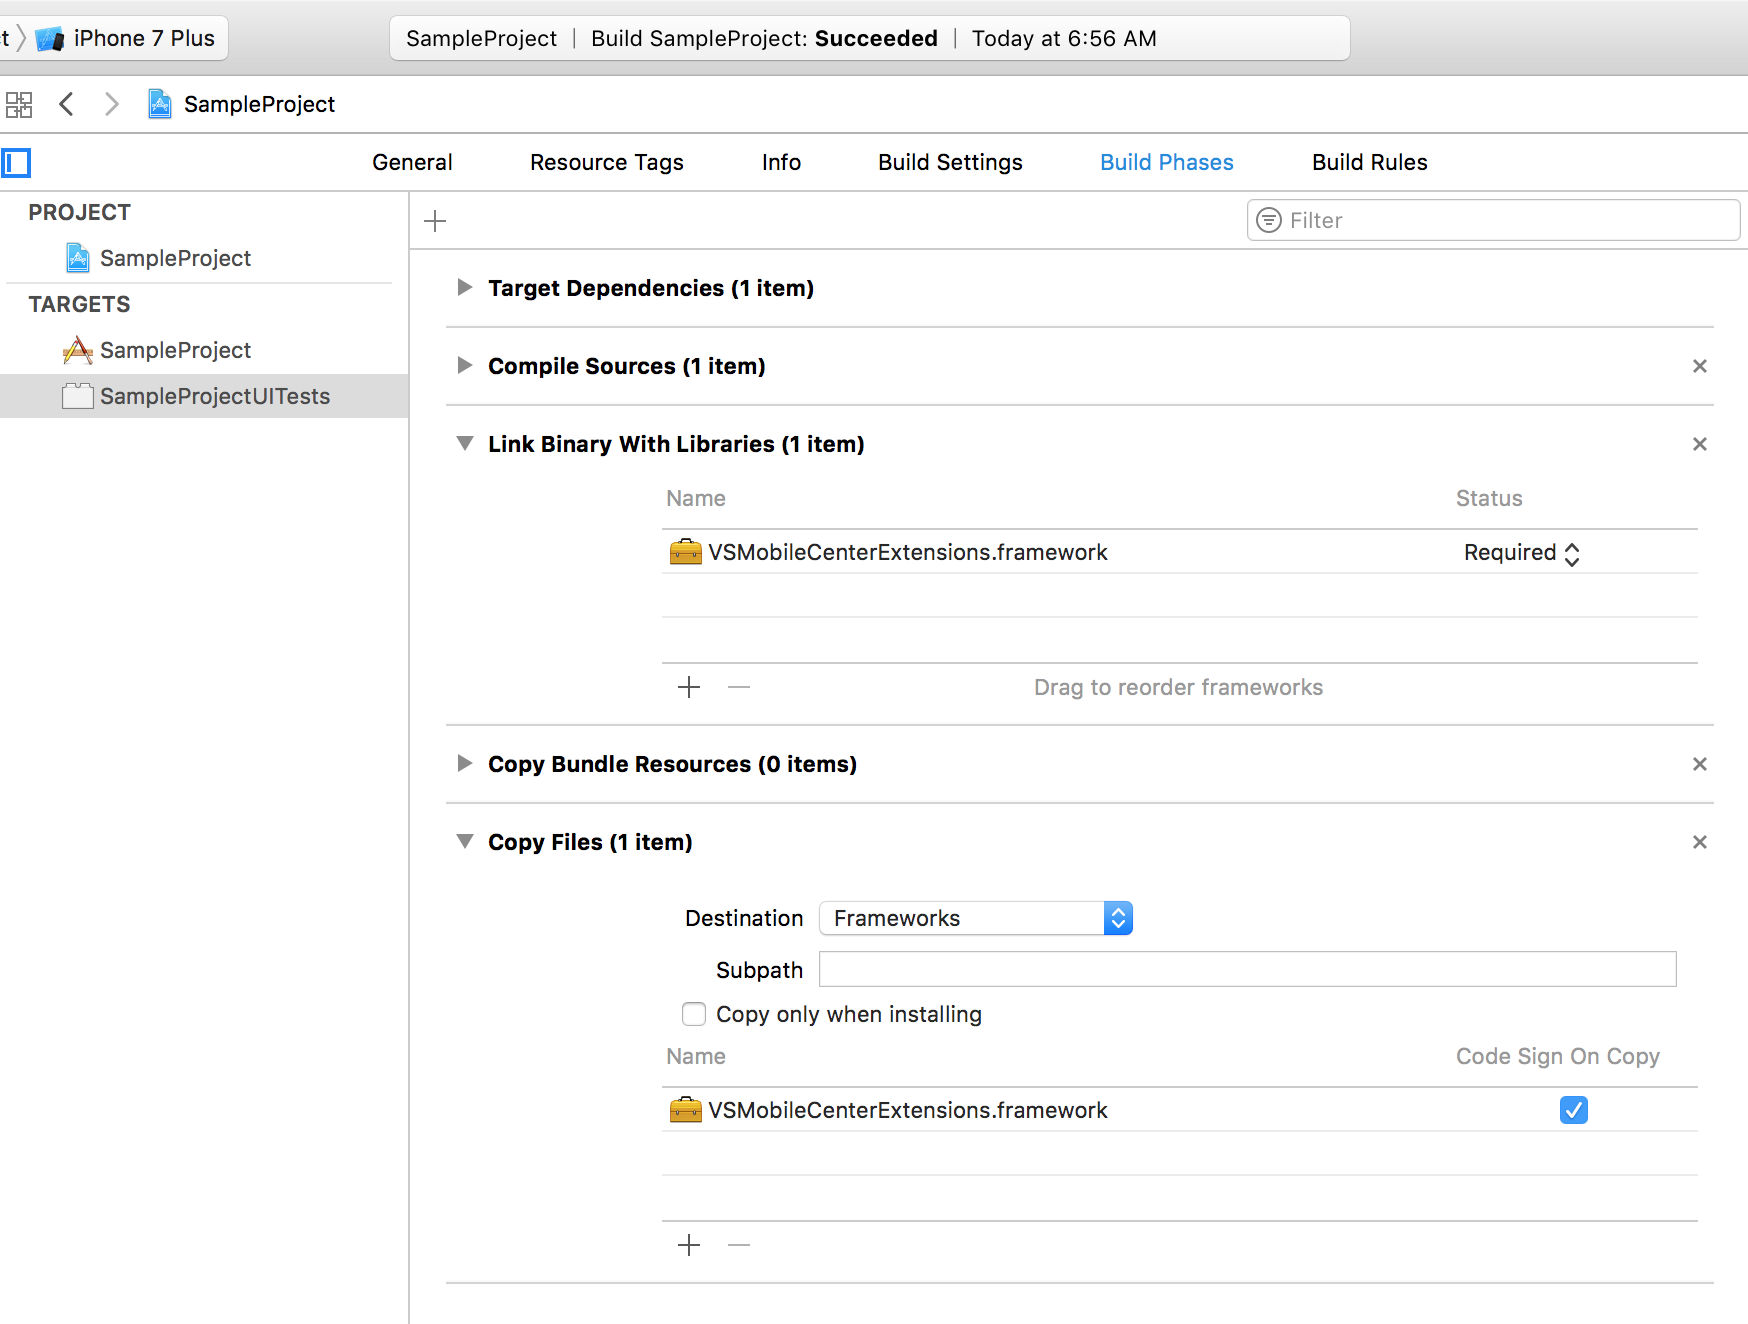 t iPhone 7 Plus SampleProject | Build SampleProject: Succeeded | Today at 6:56 AM
SampleProject
General Resource Tags Info Build Settings Build Phases Build Rules
PROJECT
SampleProject
TARGETS
SampleProject
SampleProjectUITests
Filter
Target Dependencies (1 item)
Compile Sources (1 item)
Link Binary With Libraries (1 item)
Name Status
VSMobileCenterExtensions.framework Required
Drag to reorder frameworks
Copy Bundle Resources (0 items)
Copy Files (1 item)
Destination Frameworks
Subpath
Copy only when installing
Name Code Sign On Copy
VSMobileCenterExtensions.framework